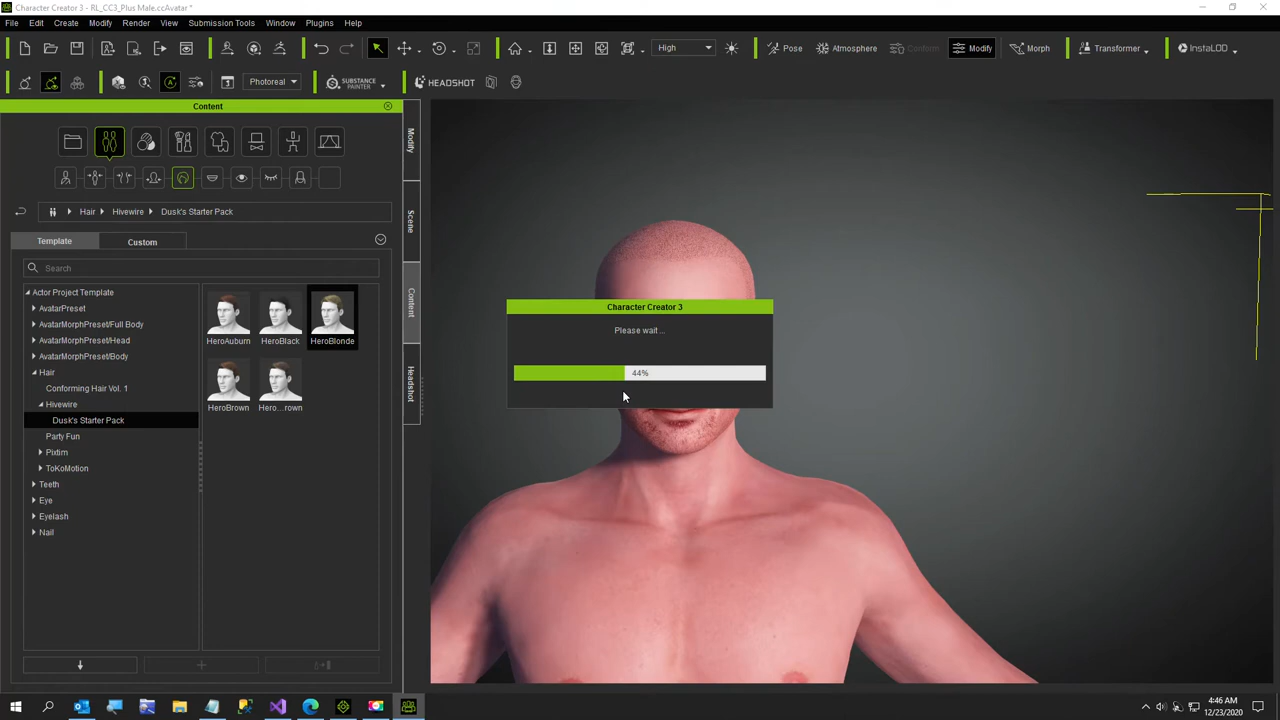 Character Creator 3 - RL_CC3_Plus Male.ccAvatar *
File Edit Create Modify Render Selection Submission Tools Window Plugins Help
High Pose Atmosphere Conform Modify Morph Transformer InstaLOD
Photoreal SUBSTANCE PAINTER HEADSHOT
Content
Hair Hivewire Dusk's Starter Pack
Template Custom
Search
Actor Project Template
AvatarPreset
AvatarMorphPreset/Full Body
AvatarMorphPreset/Head
AvatarMorphPreset/Body
Hair
Conforming Hair Vol. 1
Hivewire
Dusk's Starter Pack
Party Fun
Pixtim
ToKoMotion
Teeth
Eye
Eyelash
Nail
HeroAuburn HeroBlack HeroBlonde
HeroBrown Hero...rown
Modify
Scene
Content
Headshot
Character Creator 3
Please wait ...
44%
4:46 AM
12/23/2020